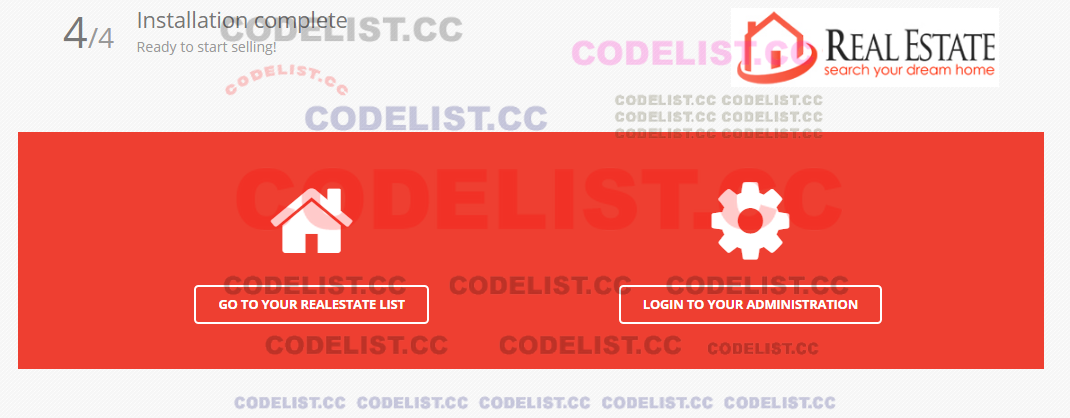 4/4
Installation complete
Ready to start selling!
CODELIST.CC
CODELIST.CC
REAL ESTATE
search your dream home
CODELIST.CC
CODELIST.CC
CODELIST.CC CODELIST.CC
CODELIST.CC CODELIST.CC
CODELIST.CC CODELIST.CC
CODELIST.CC
CODELIST.CC CODELIST.CC CODELIST.CC
GO TO YOUR REALESTATE LIST
LOGIN TO YOUR ADMINISTRATION
CODELIST.CC CODELIST.CC CODELIST.CC
CODELIST.CC CODELIST.CC CODELIST.CC CODELIST.CC CODELIST.CC